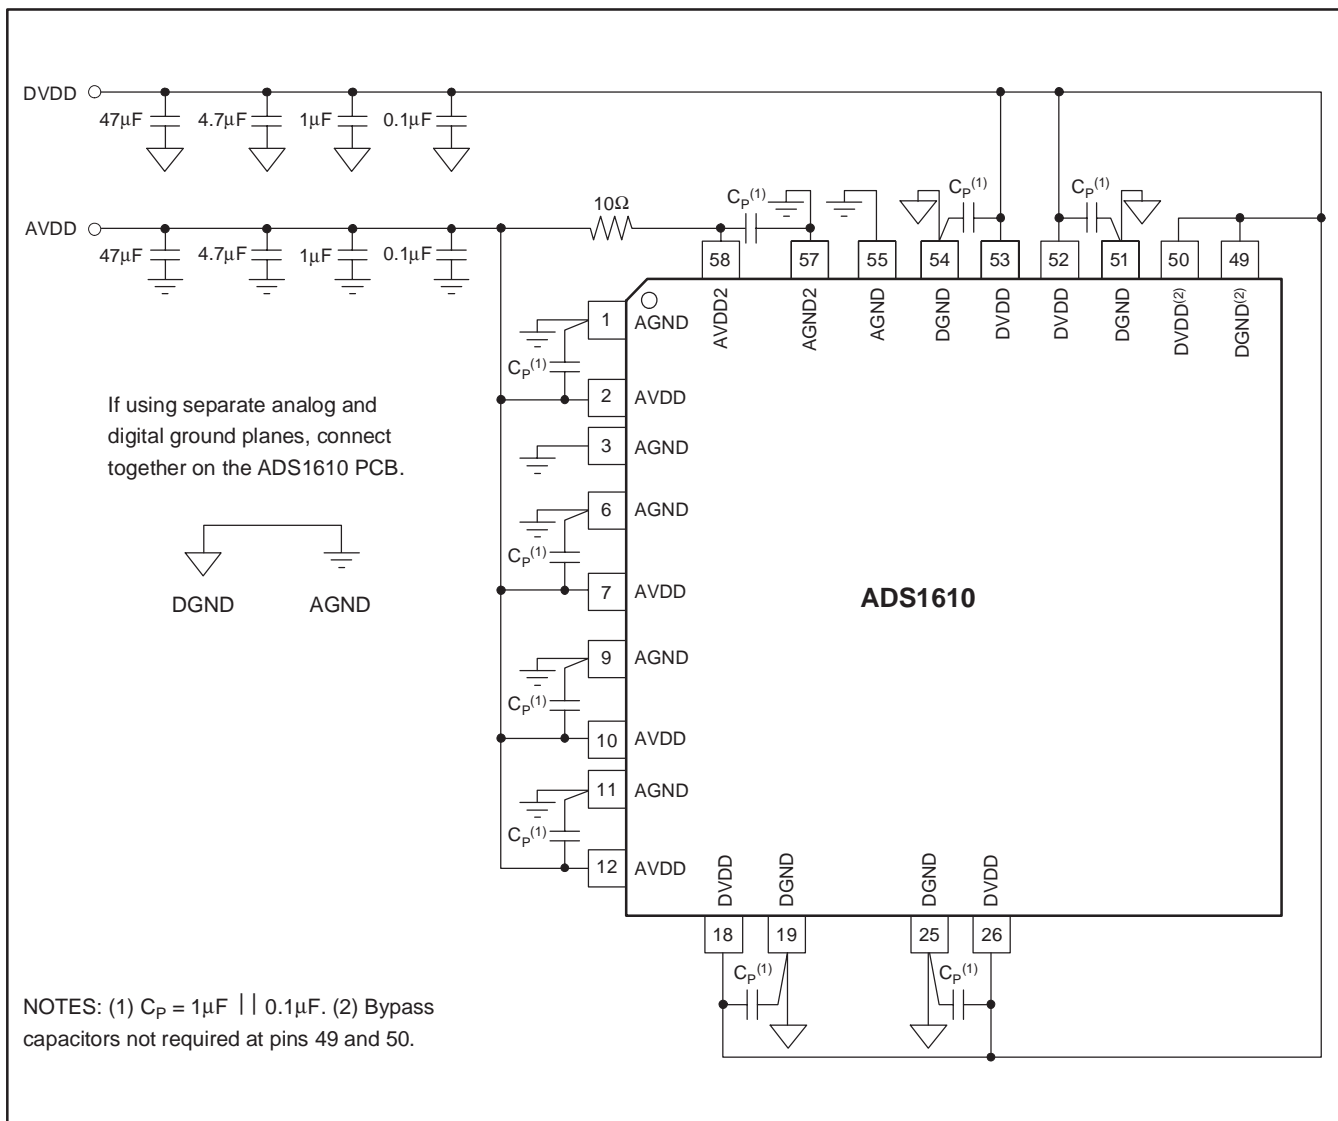 DVDD
47µF
4.7µF
1µF
0.1µF
AVDD
47µF
4.7µF
1µF
0.1µF
10Ω
CP(1)
CP(1)
CP(1)
58
57
55
54
53
52
51
50
49
AVDD2
AGND2
AGND
DGND
DVDD
DVDD
DGND
DVDD(2)
DGND(2)
1
AGND
CP(1)
2
AVDD
3
AGND
6
AGND
CP(1)
7
AVDD
9
AGND
CP(1)
10
AVDD
11
AGND
CP(1)
12
AVDD
If using separate analog and
digital ground planes, connect
together on the ADS1610 PCB.
DGND
AGND
ADS1610
DVDD
DGND
DGND
DVDD
18
19
25
26
CP(1)
CP(1)
NOTES: (1) CP = 1µF || 0.1µF. (2) Bypass
capacitors not required at pins 49 and 50.